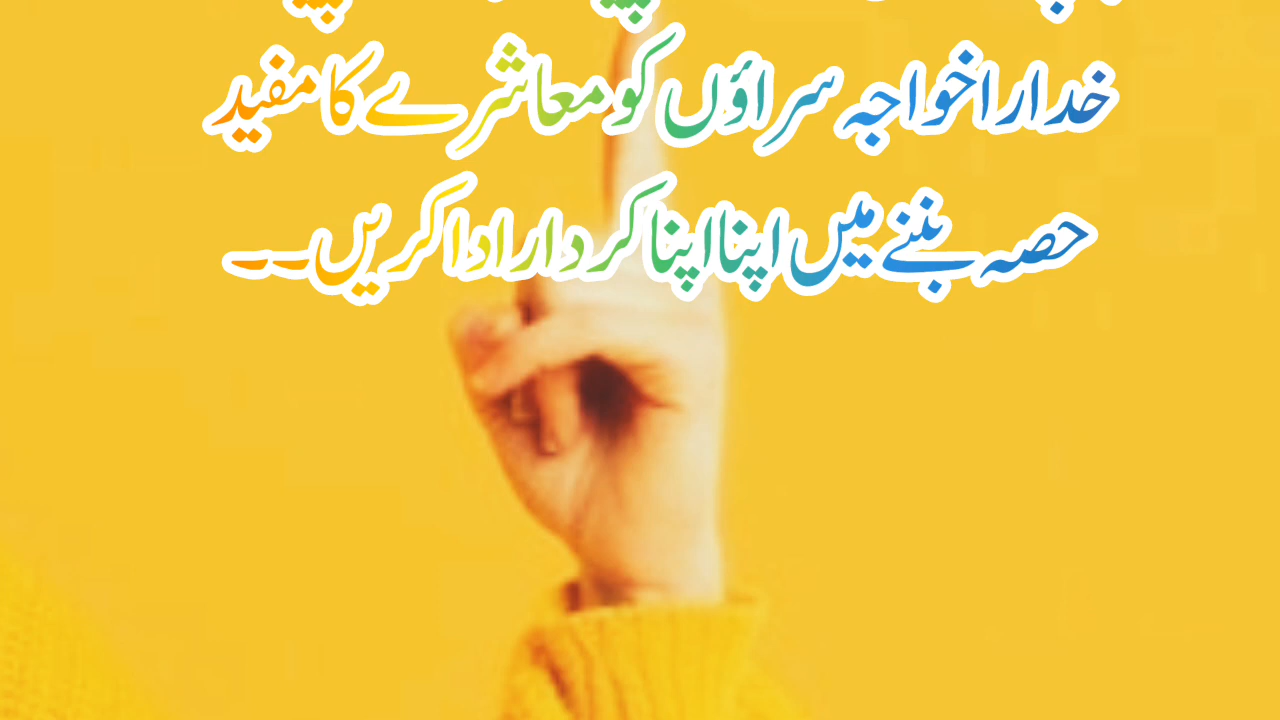 خدارا خواجہ سراؤں کو معاشرے کا مفید
حصہ بننے میں اپنا اپنا کردار ادا کریں۔۔